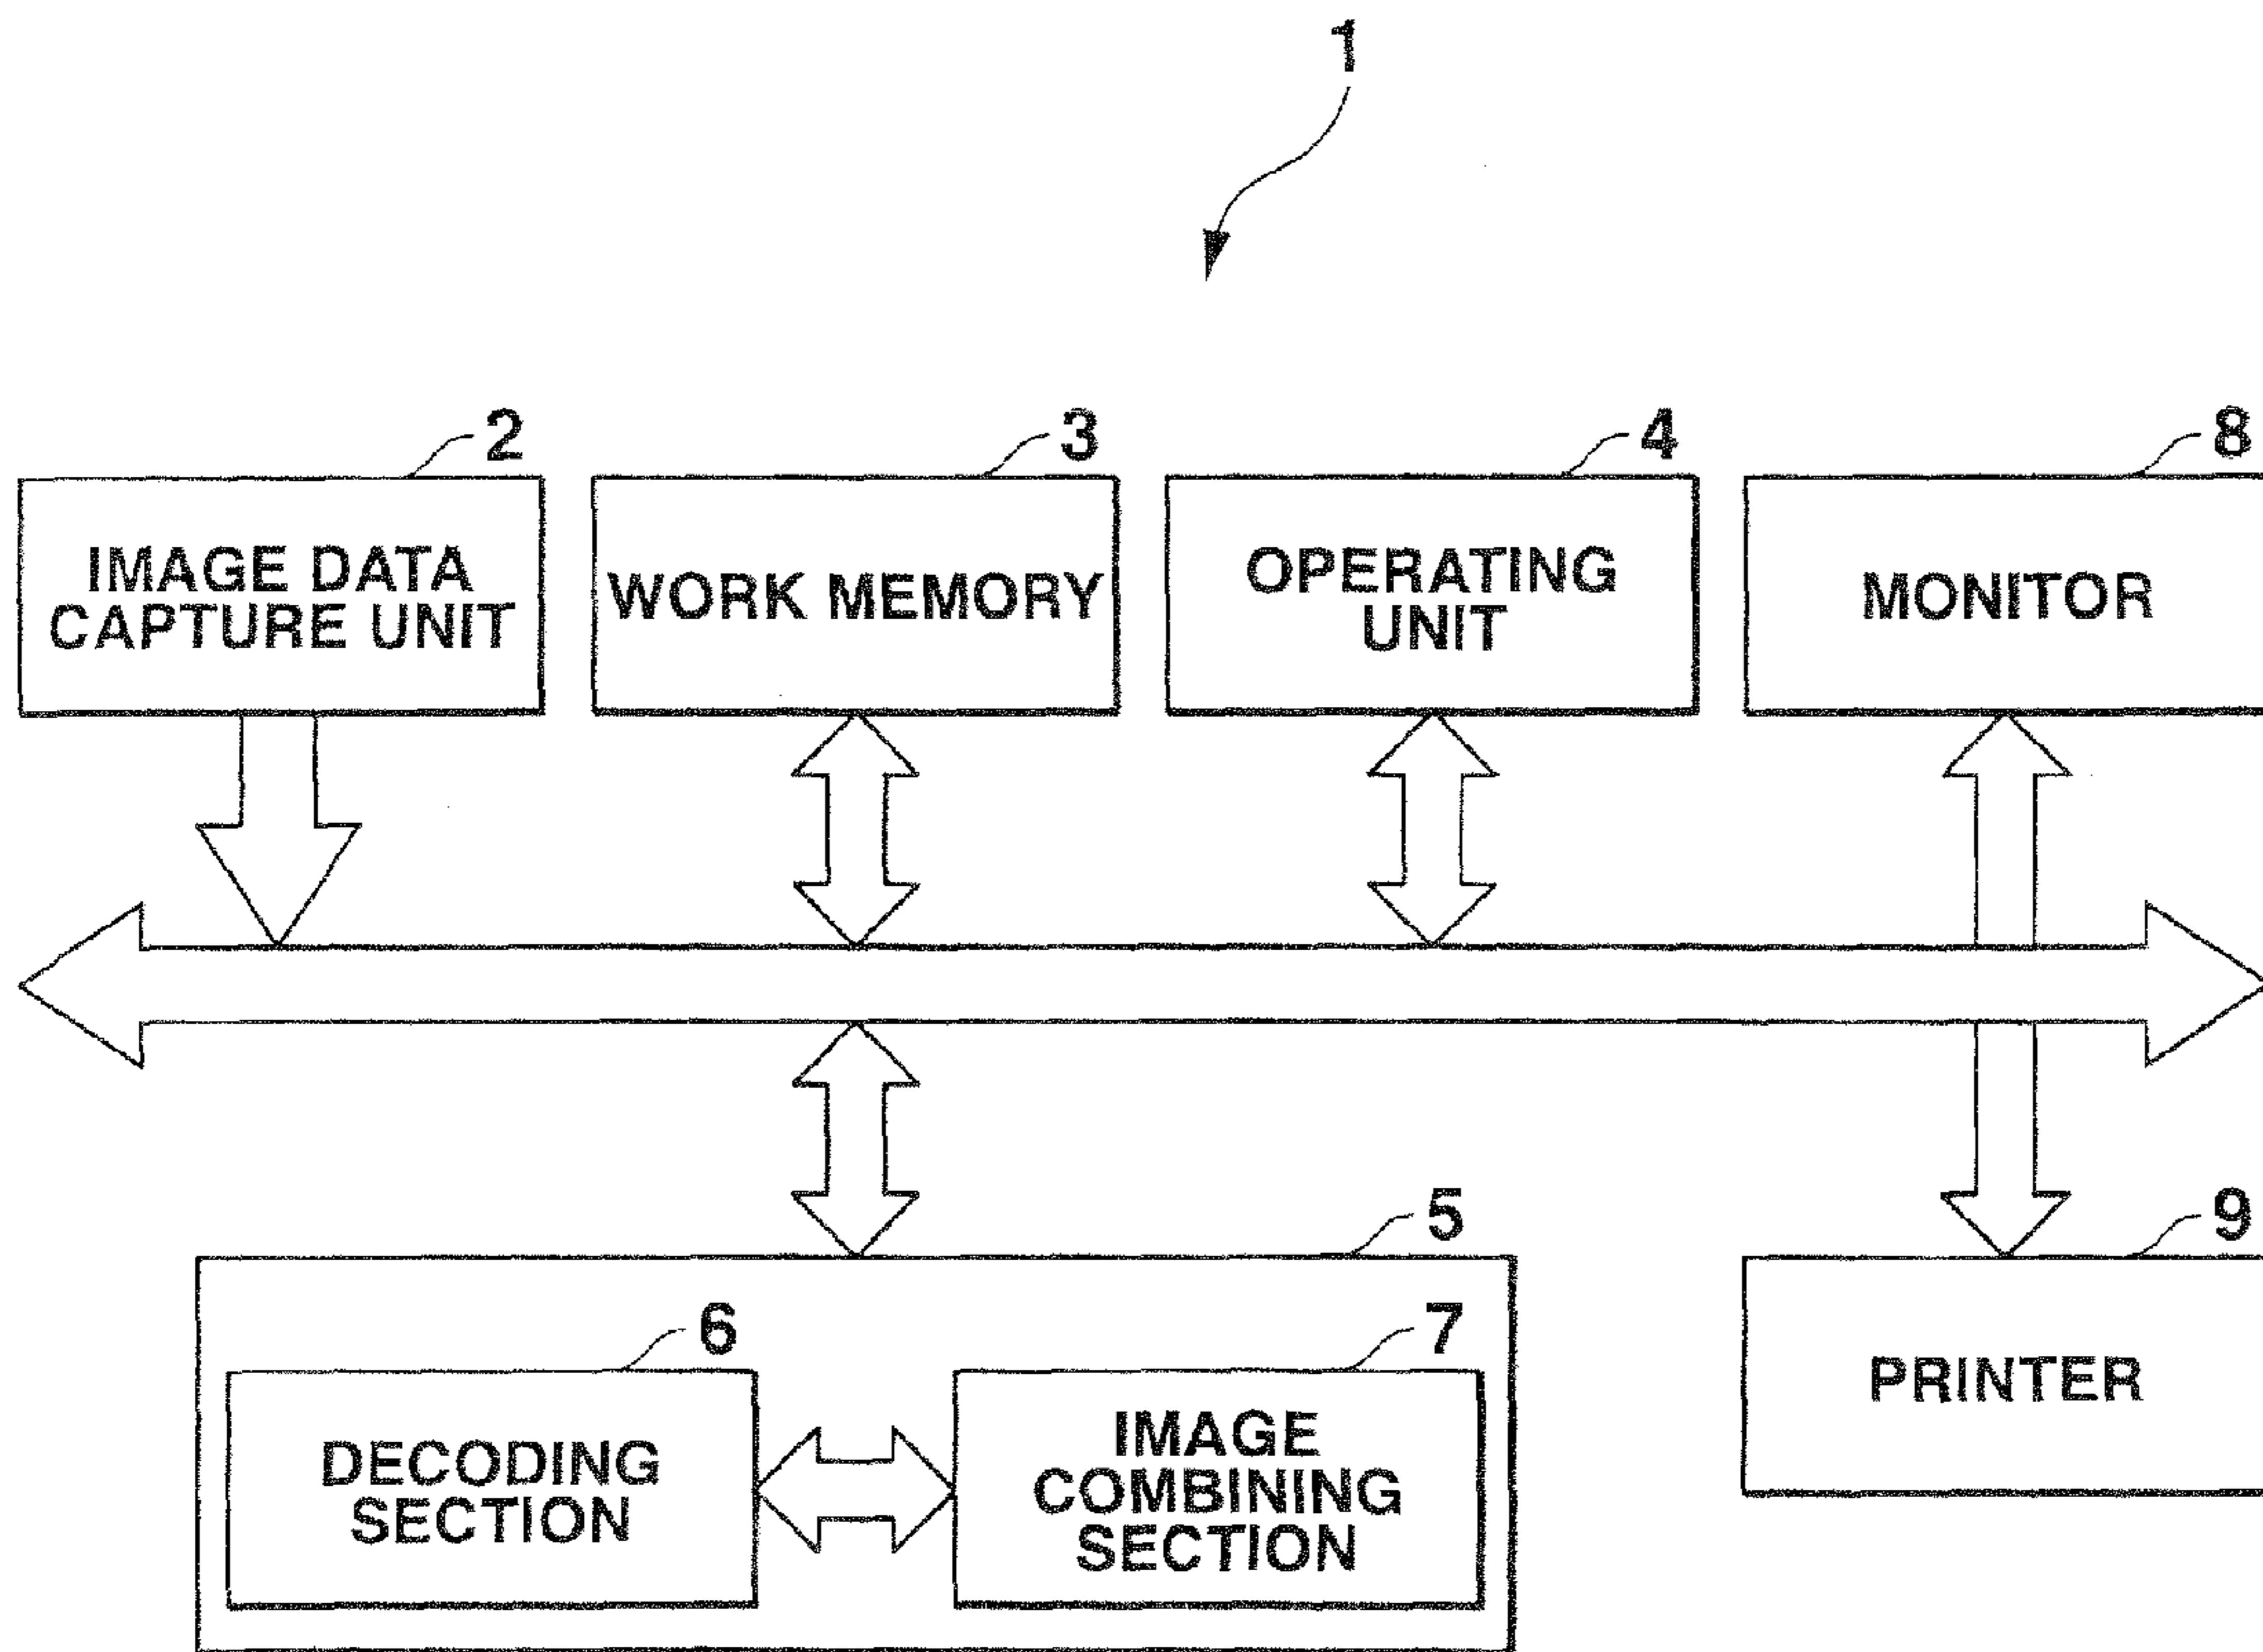 1
2
3
4
8
IMAGE DATA
CAPTURE UNIT
WORK MEMORY
OPERATING
UNIT
MONITOR
5
9
6
7
DECODING
SECTION
IMAGE
COMBINING
SECTION
PRINTER